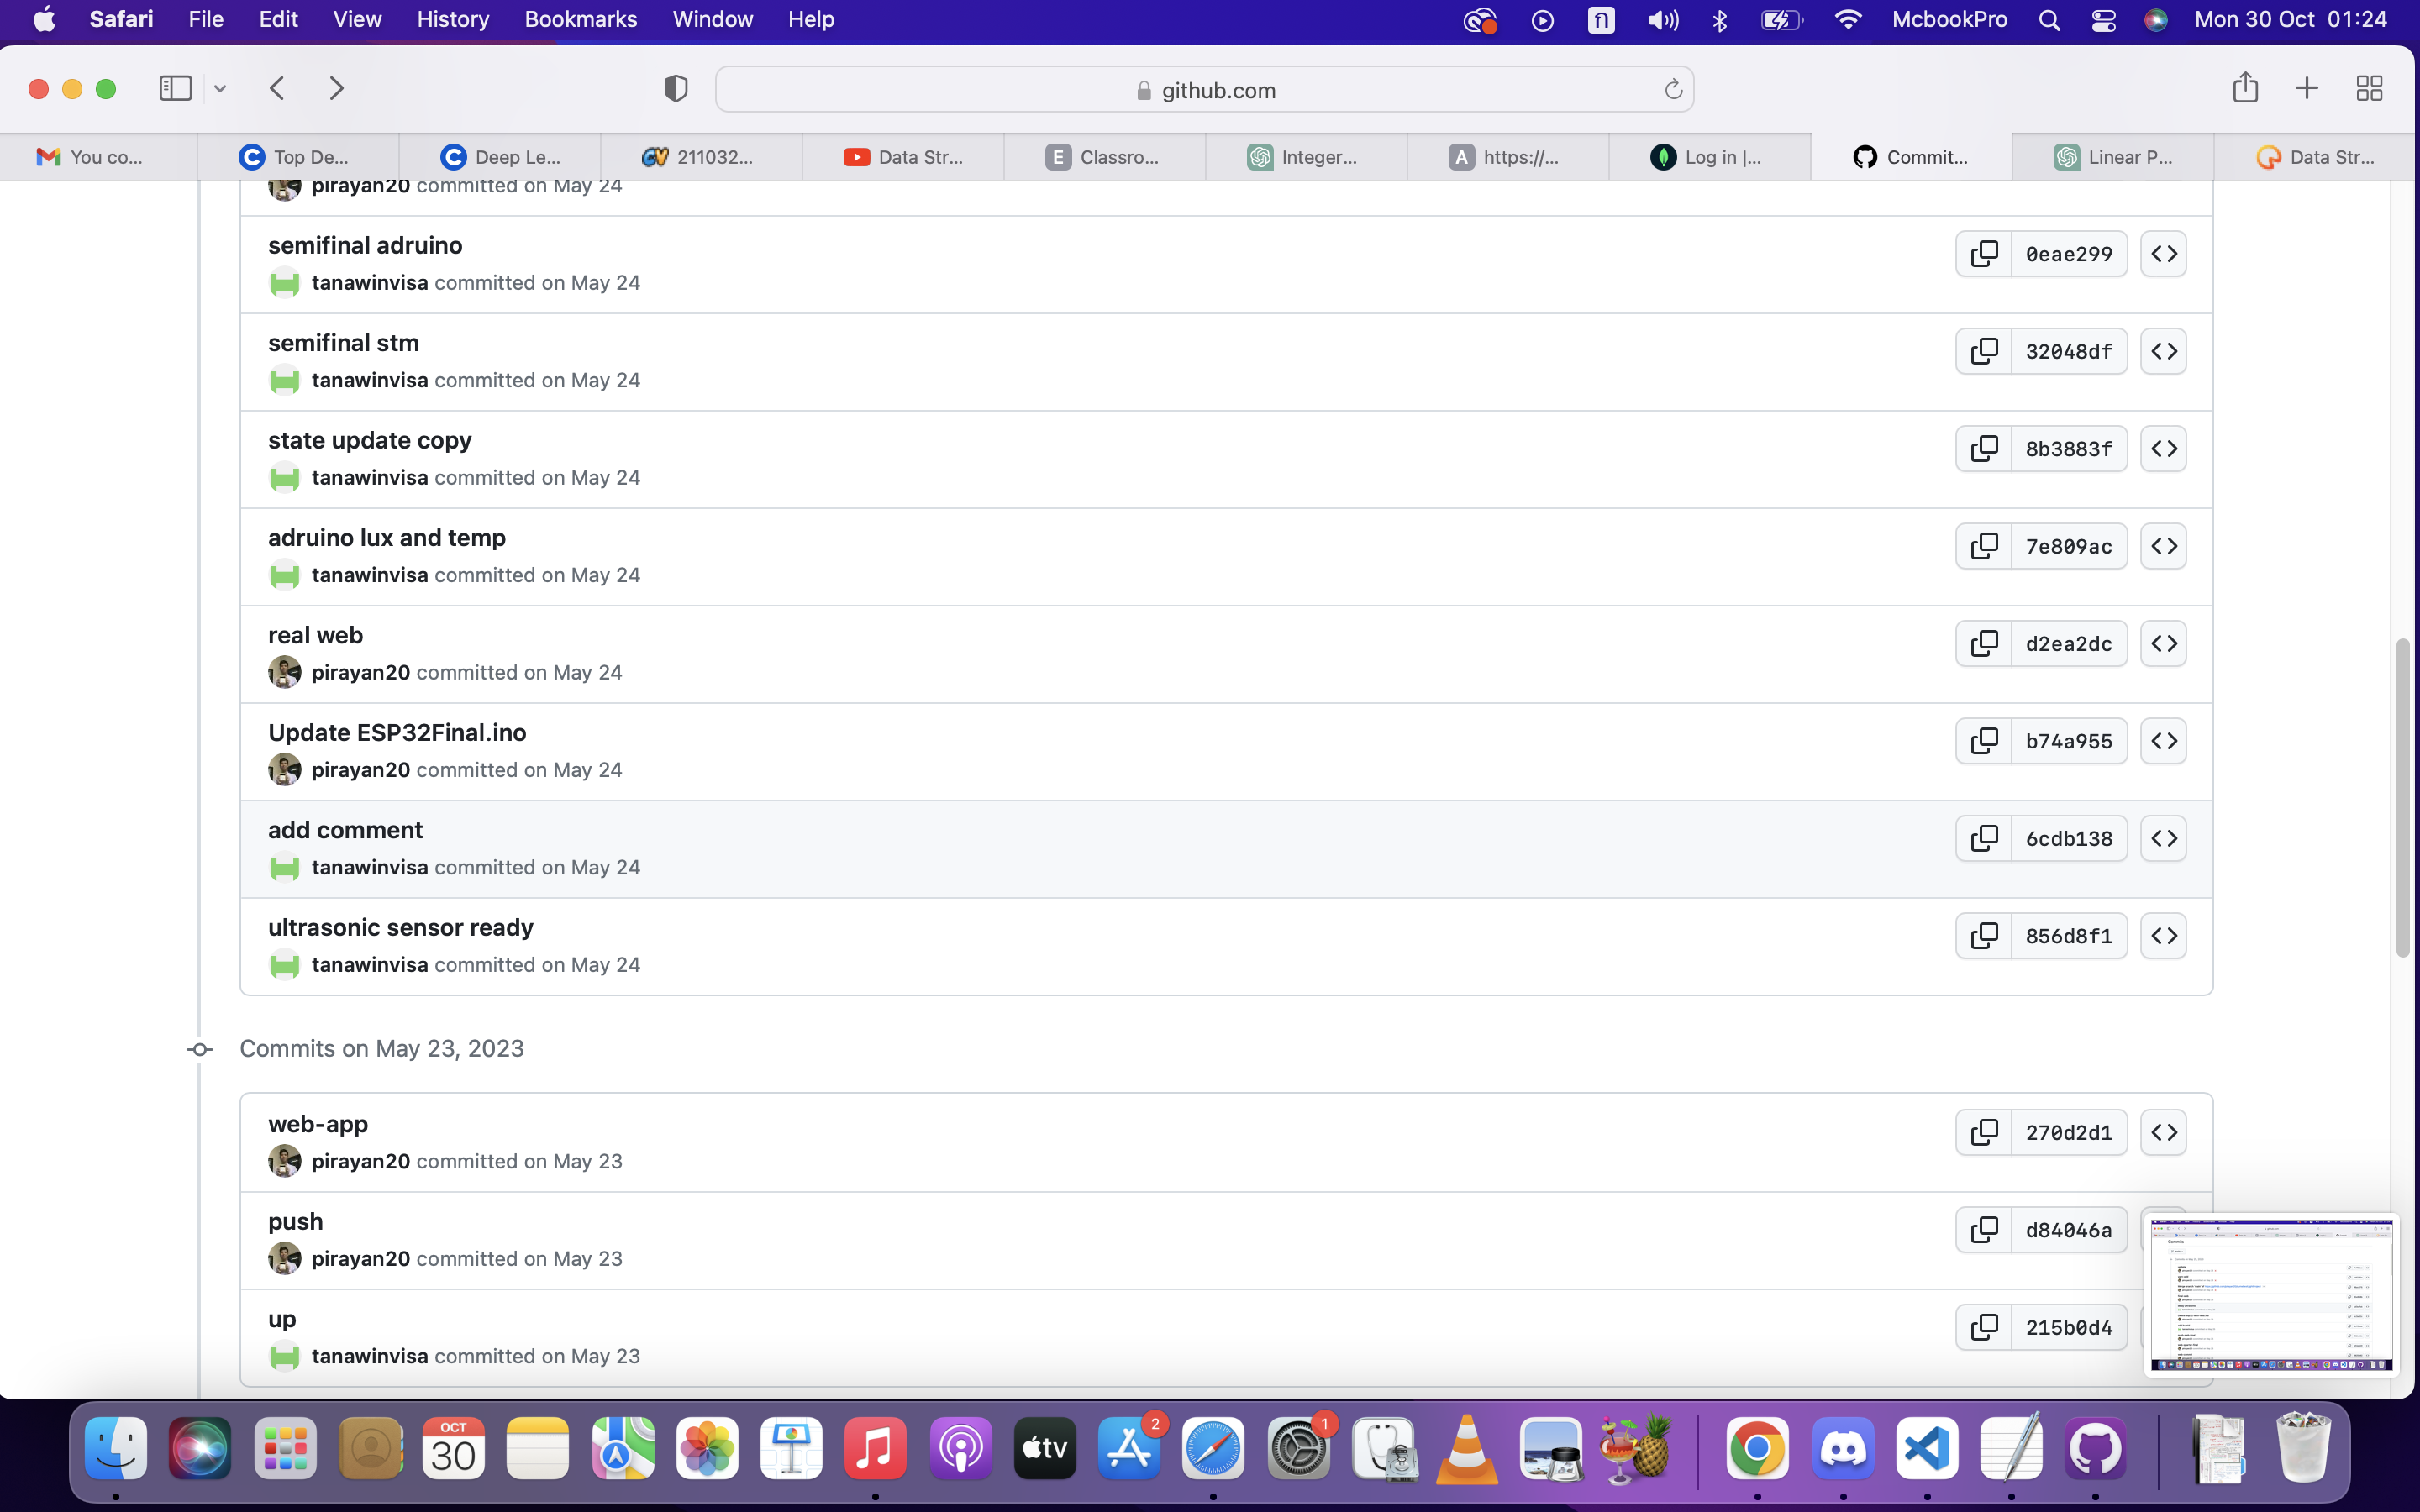 Safari File Edit View History Bookmarks Window Help ก McbookPro Mon 30 Oct 01:24
github.com
You co... Top De... Deep Le... 211032... Data Str... E Classro... Integer... A https://... Log in |... Commit... Linear P... Data Str...
pirayan20 committed on May 24
semifinal adruino
0eae299
tanawinvisa committed on May 24
semifinal stm
32048df
tanawinvisa committed on May 24
state update copy
8b3883f
tanawinvisa committed on May 24
adruino lux and temp
7e809ac
tanawinvisa committed on May 24
real web
d2ea2dc
pirayan20 committed on May 24
Update ESP32Final.ino
b74a955
pirayan20 committed on May 24
add comment
6cdb138
tanawinvisa committed on May 24
ultrasonic sensor ready
856d8f1
tanawinvisa committed on May 24
Commits on May 23, 2023
web-app
270d2d1
pirayan20 committed on May 23
push
d84046a
pirayan20 committed on May 23
up
215b0d4
tanawinvisa committed on May 23
OCT
30
tv
2
1